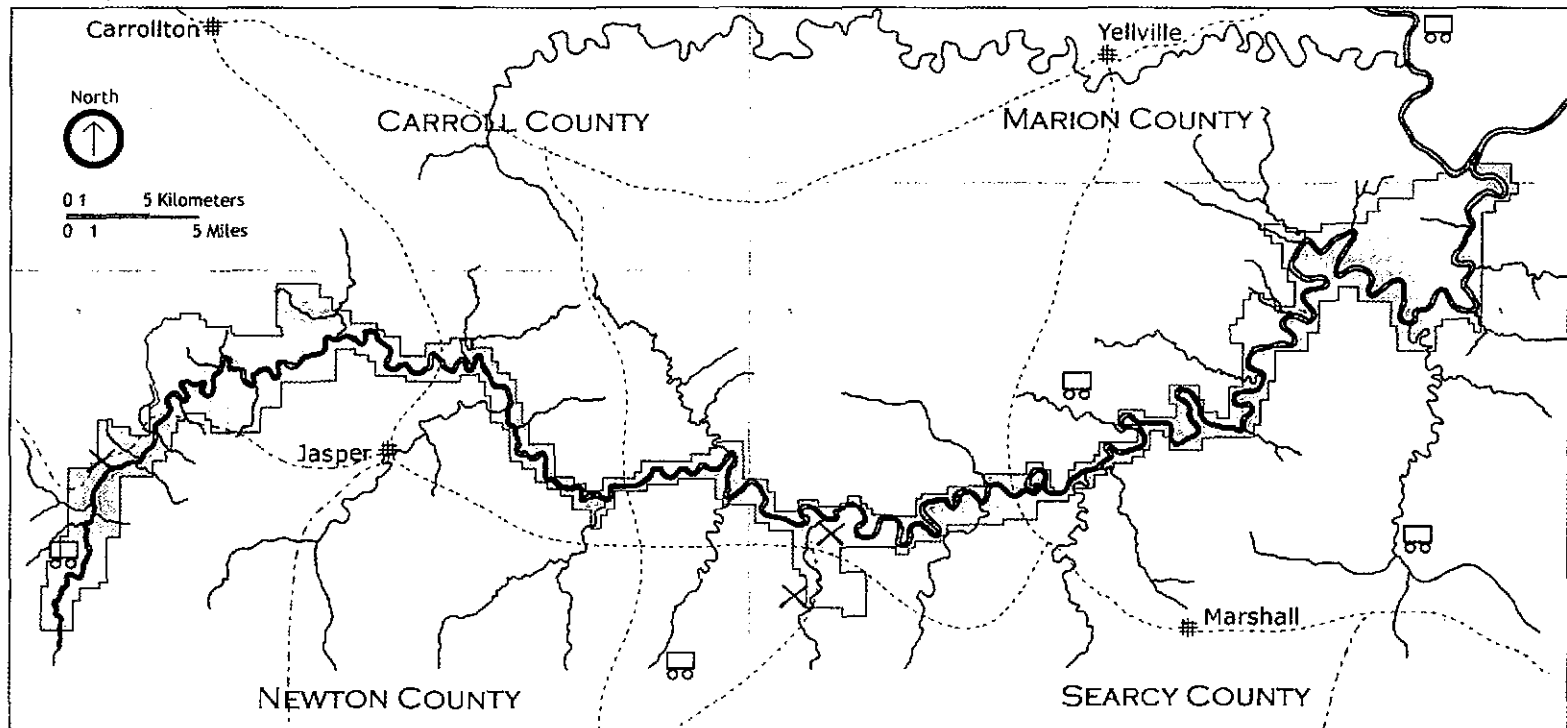 Carrollton
Yellville
North
CARROLL COUNTY
MARION COUNTY
0 1 5 Kilometers
0 1 5 Miles
Jasper
Marshall
NEWTON COUNTY
SEARCY COUNTY